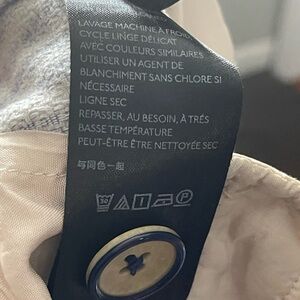 LAVAGE MACHINE À FROID
CYCLE LINGE DÉLICAT
AVEC COULEURS SIMILAIRES
UTILISER UN AGENT DE
BLANCHIMENT SANS CHLORE SI
NÉCESSAIRE
LIGNE SEC
REPASSER, AU BESOIN, À TRÈS
BASSE TEMPÉRATURE
PEUT-ÊTRE ÊTRE NETTOYÉE SEC
与同色一起
30
P